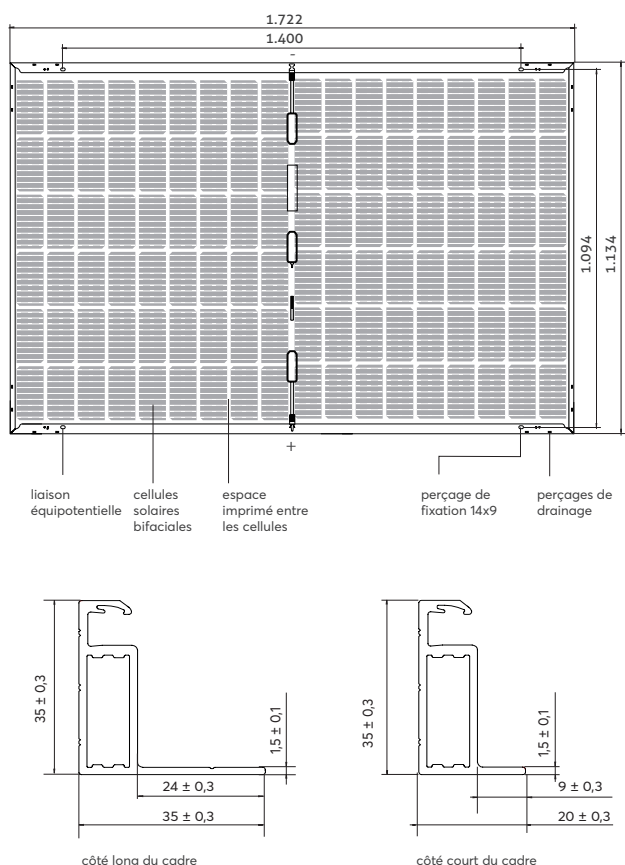 1.722
1.400
-
1.094
1.134
+
liaison
équipotentielle
cellules
solaires
bifaciales
espace
imprimé entre
les cellules
perçage de
fixation 14x9
perçages de
drainage
35 ± 0,3
1,5 ± 0,1
24 ± 0,3
35 ± 0,3
côté long du cadre
35 ± 0,3
1,5 ± 0,1
9 ± 0,3
20 ± 0,3
côté court du cadre